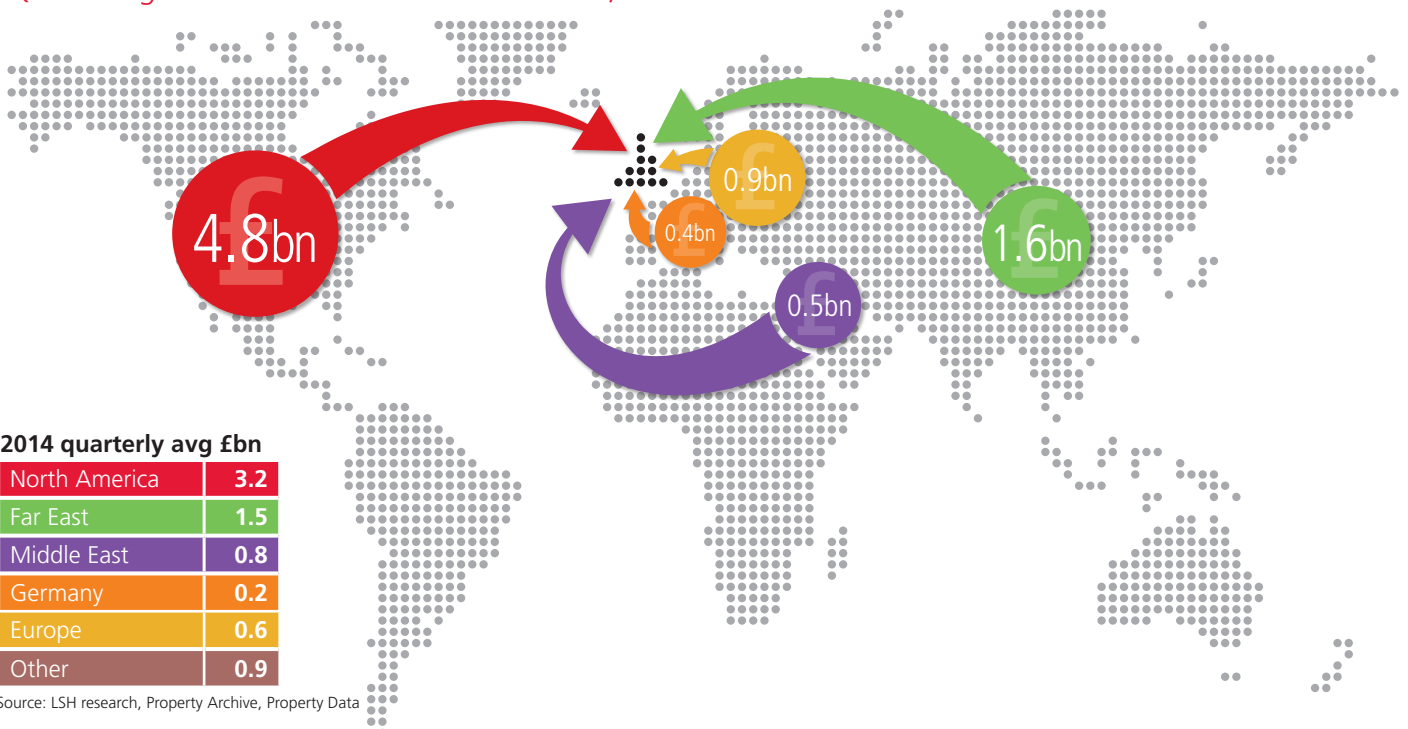 £
4.8bn
£
0.9bn
£
0.4bn
£
1.6bn
£
0.5bn
2014 quarterly avg £bn
North America 3.2
Far East 1.5
Middle East 0.8
Germany 0.2
Europe 0.6
Other 0.9
Source: LSH research, Property Archive, Property Data